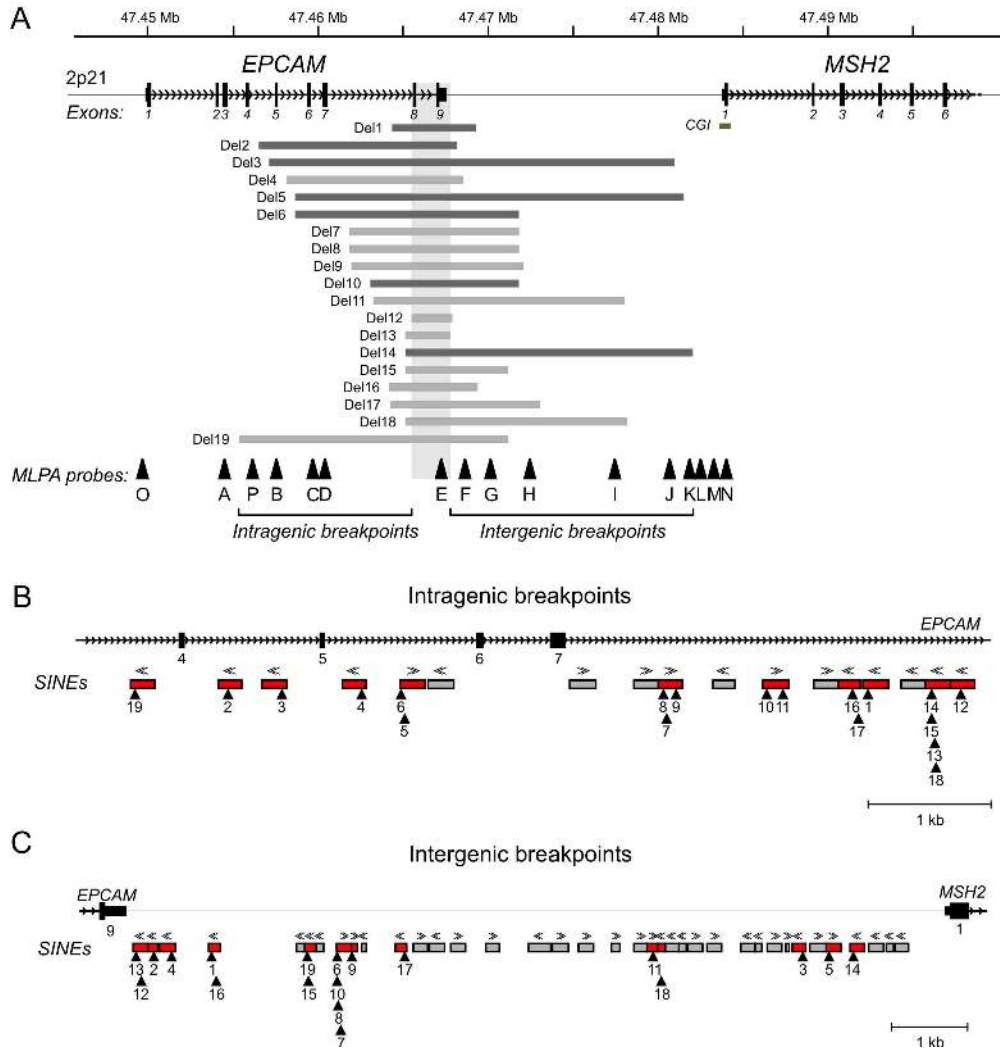 A
47.45 Mb 47.46 Mb 47.47 Mb 47.48 Mb 47.49 Mb
EPCAM MSH2
2p21
Exons: 1 2 3 4 5 6 7 8 9 1 2 3 4 5 6
CGI
Del1
Del2
Del3
Del4
Del5
Del6
Del7
Del8
Del9
Del10
Del11
Del12
Del13
Del14
Del15
Del16
Del17
Del18
Del19
MLPA probes:
O A P B C D E F G H I J K L M N
Intragenic breakpoints Intergenic breakpoints
B
Intragenic breakpoints
EPCAM
4 5 6 7
SINEs
19 2 3 4 6 8 9 10 11 16 1 14 12
5 7 17 15
13
18
1 kb
C
Intergenic breakpoints
EPCAM MSH2
9 1
SINEs
13 2 4 1 19 6 9 17 11 3 5 14
12 16 15 10 18
8
7
1 kb